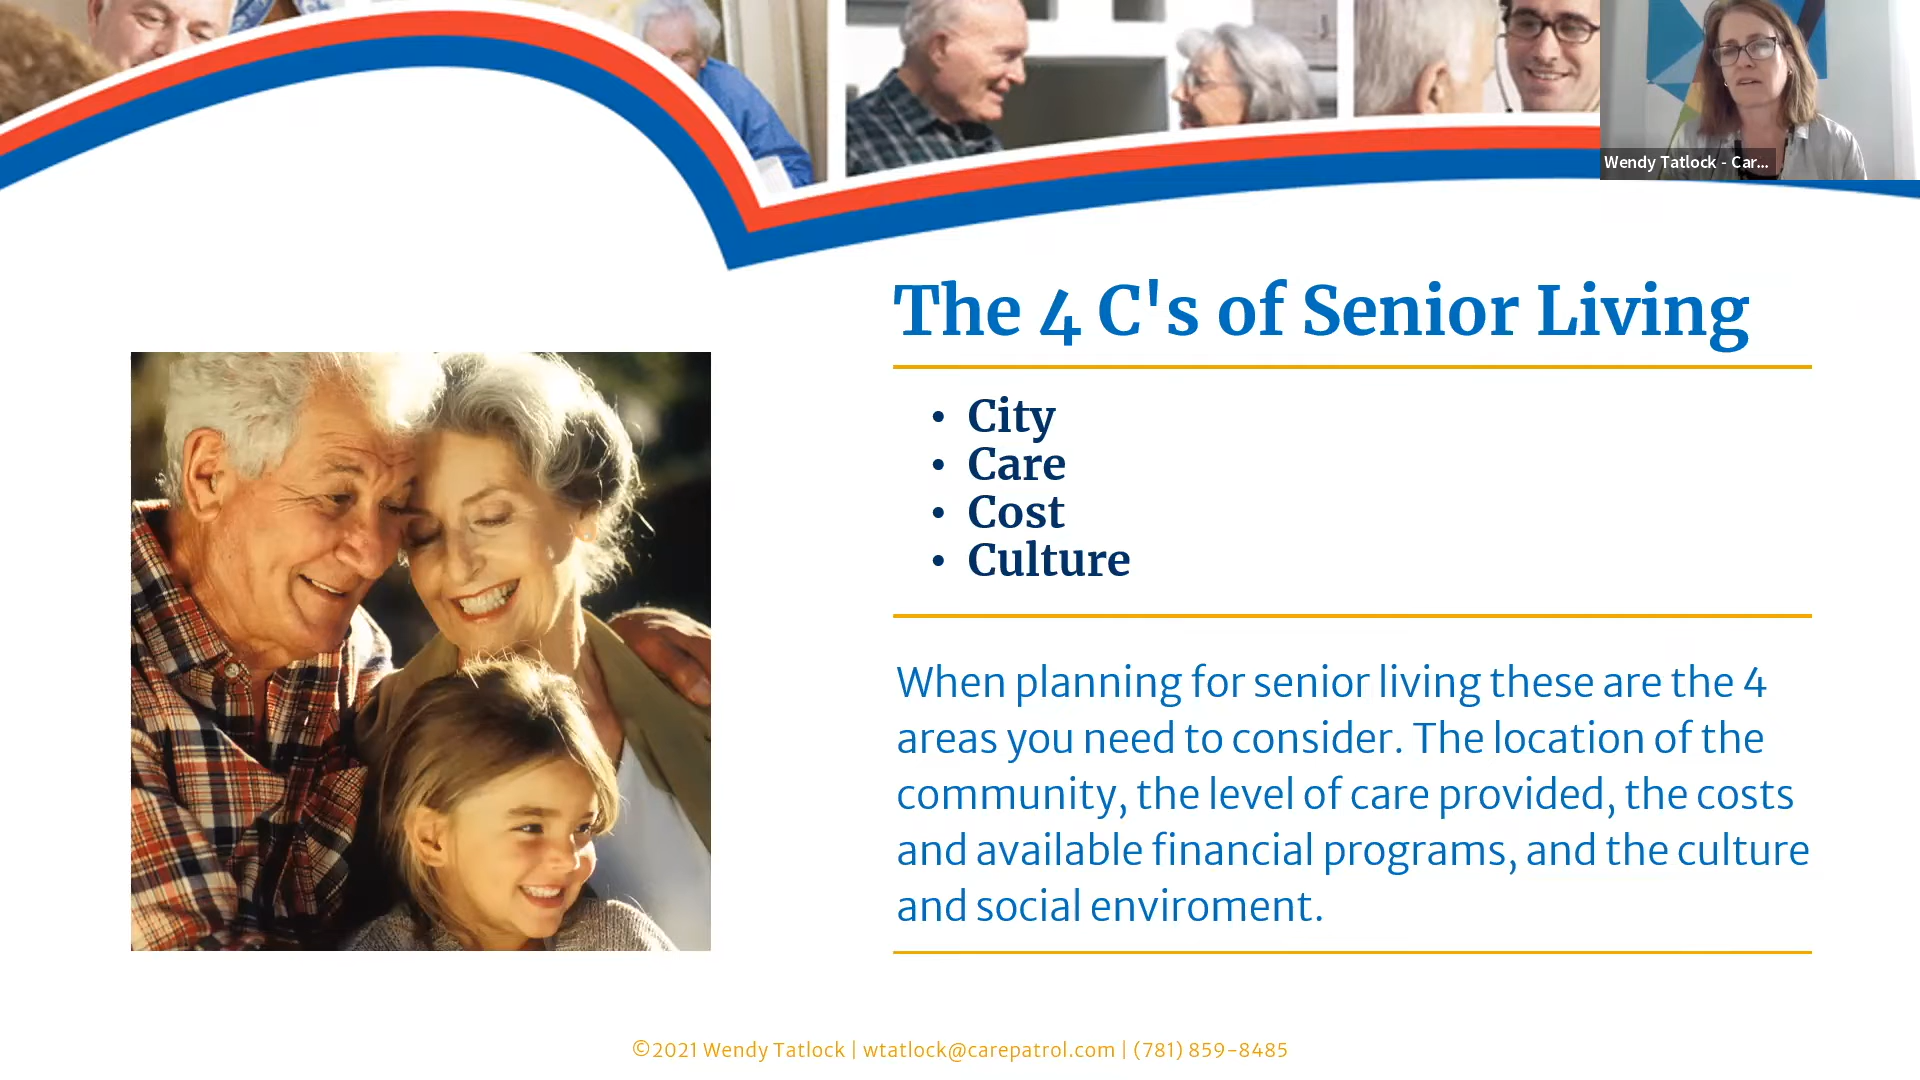 Wendy Tatlock - Car...
The 4 C's of Senior Living
• City
• Care
• Cost
• Culture
When planning for senior living these are the 4
areas you need to consider. The location of the
community, the level of care provided, the costs
and available financial programs, and the culture
and social enviroment.
©2021 Wendy Tatlock | wtatlock@carepatrol.com | (781) 859-8485